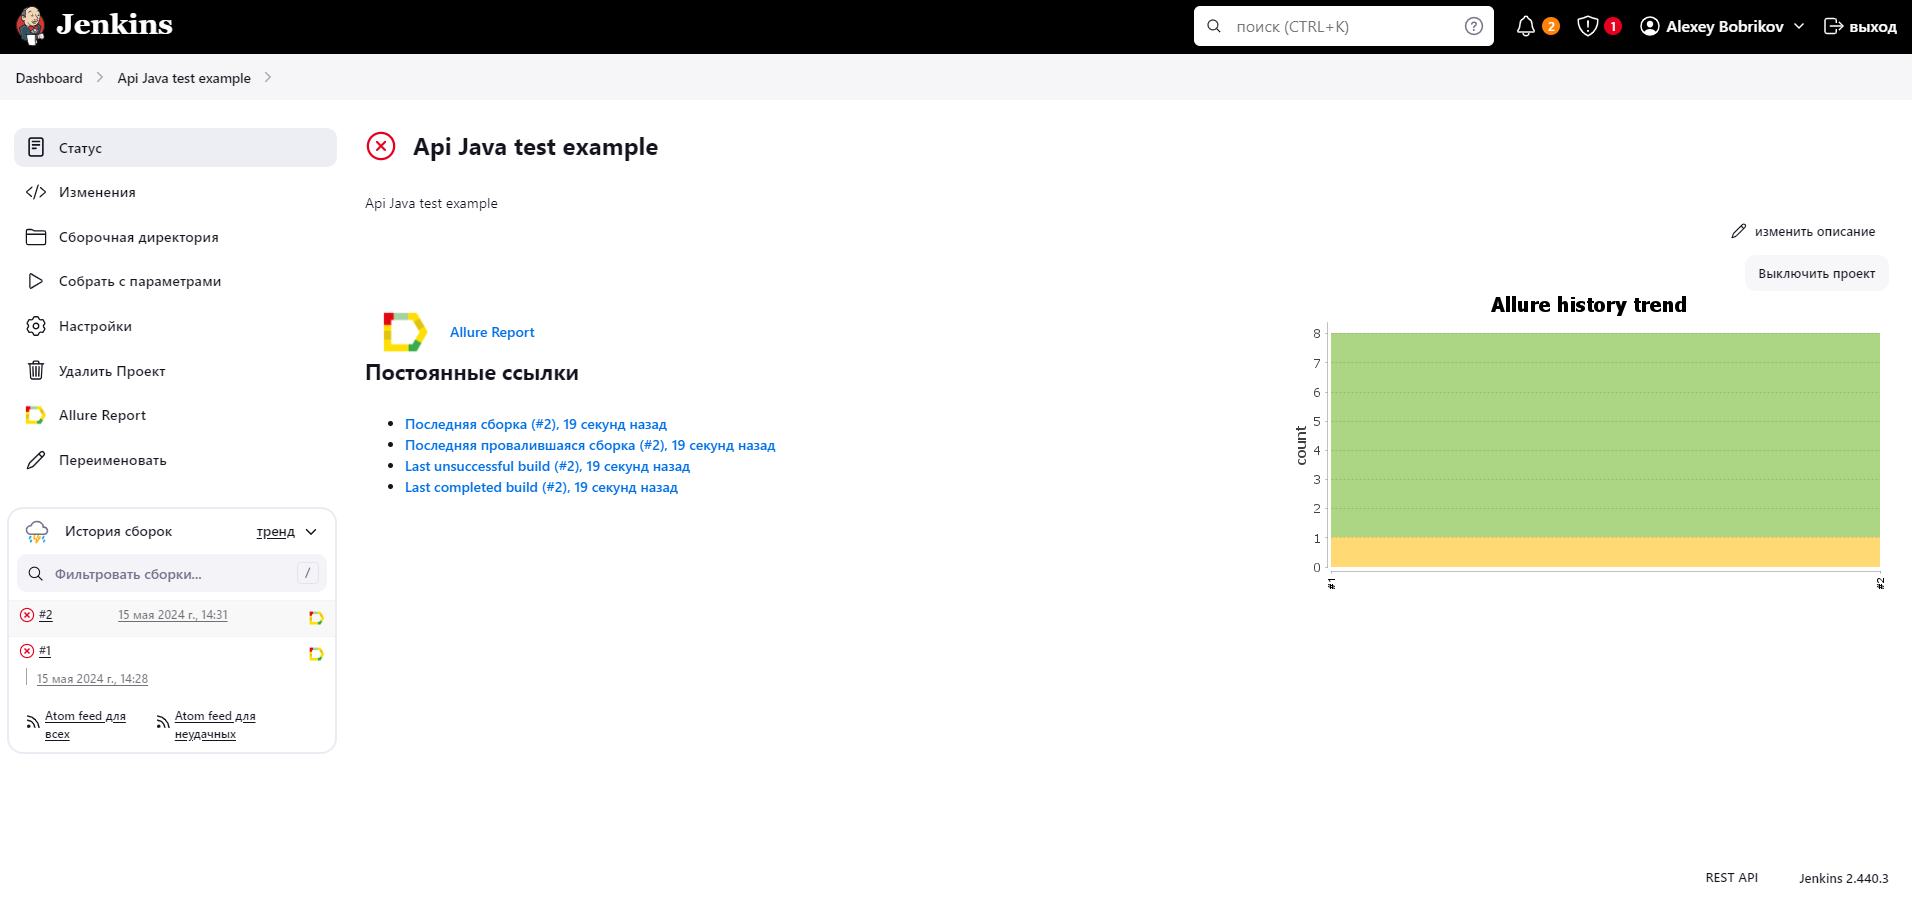 Jenkins
поиск (CTRL+K)
2
1
Alexey Bobrikov
выход
Dashboard
Api Java test example
Статус
Изменения
Сборочная директория
Собрать с параметрами
Настройки
Удалить Проект
Allure Report
Переименовать
История сборок
тренд
Фильтровать сборки...
/
#2
15 мая 2024 г., 14:31
#1
15 мая 2024 г., 14:28
Atom feed для
всех
Atom feed для
неудачных
Api Java test example
Api Java test example
изменить описание
Выключить проект
Allure Report
Постоянные ссылки
Последняя сборка (#2), 19 секунд назад
Последняя провалившаяся сборка (#2), 19 секунд назад
Last unsuccessful build (#2), 19 секунд назад
Last completed build (#2), 19 секунд назад
Allure history trend
8
7
6
5
4
3
2
1
0
count
#1
#2
REST API
Jenkins 2.440.3